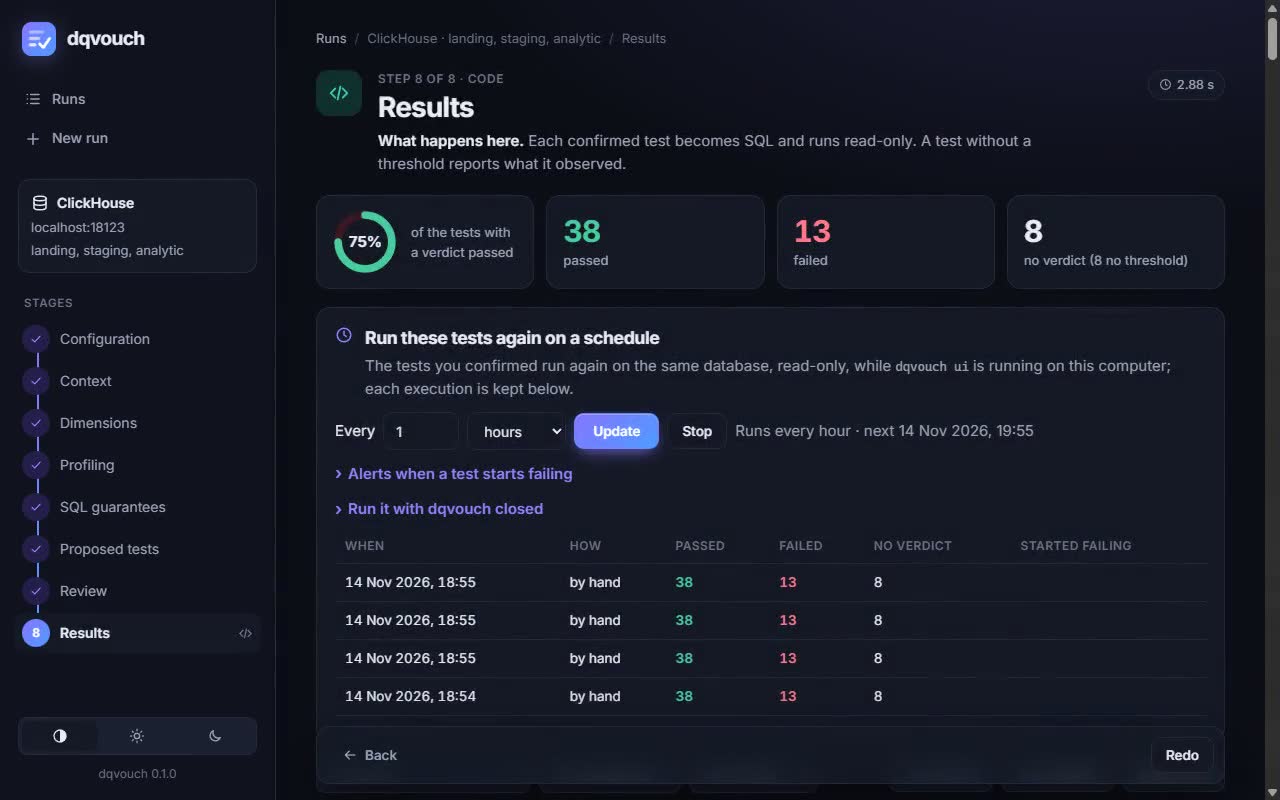 dqvouch
Runs
New run
ClickHouse
localhost:18123
landing, staging, analytic
STAGES
Configuration
Context
Dimensions
Profiling
SQL guarantees
Proposed tests
Review
8 Results </>
dqvouch 0.1.0
Runs / ClickHouse · landing, staging, analytic / Results
</> STEP 8 OF 8 · CODE
Results
2.88 s
What happens here. Each confirmed test becomes SQL and runs read-only. A test without a
threshold reports what it observed.
75%
of the tests with
a verdict passed
38
passed
13
failed
8
no verdict (8 no threshold)
Run these tests again on a schedule
The tests you confirmed run again on the same database, read-only, while dqvouch ui is running on this computer;
each execution is kept below.
Every 1 hours Update Stop Runs every hour · next 14 Nov 2026, 19:55
› Alerts when a test starts failing
› Run it with dqvouch closed
WHEN HOW PASSED FAILED NO VERDICT STARTED FAILING
14 Nov 2026, 18:55 by hand 38 13 8
14 Nov 2026, 18:55 by hand 38 13 8
14 Nov 2026, 18:55 by hand 38 13 8
14 Nov 2026, 18:54 by hand 38 13 8
← Back
Redo